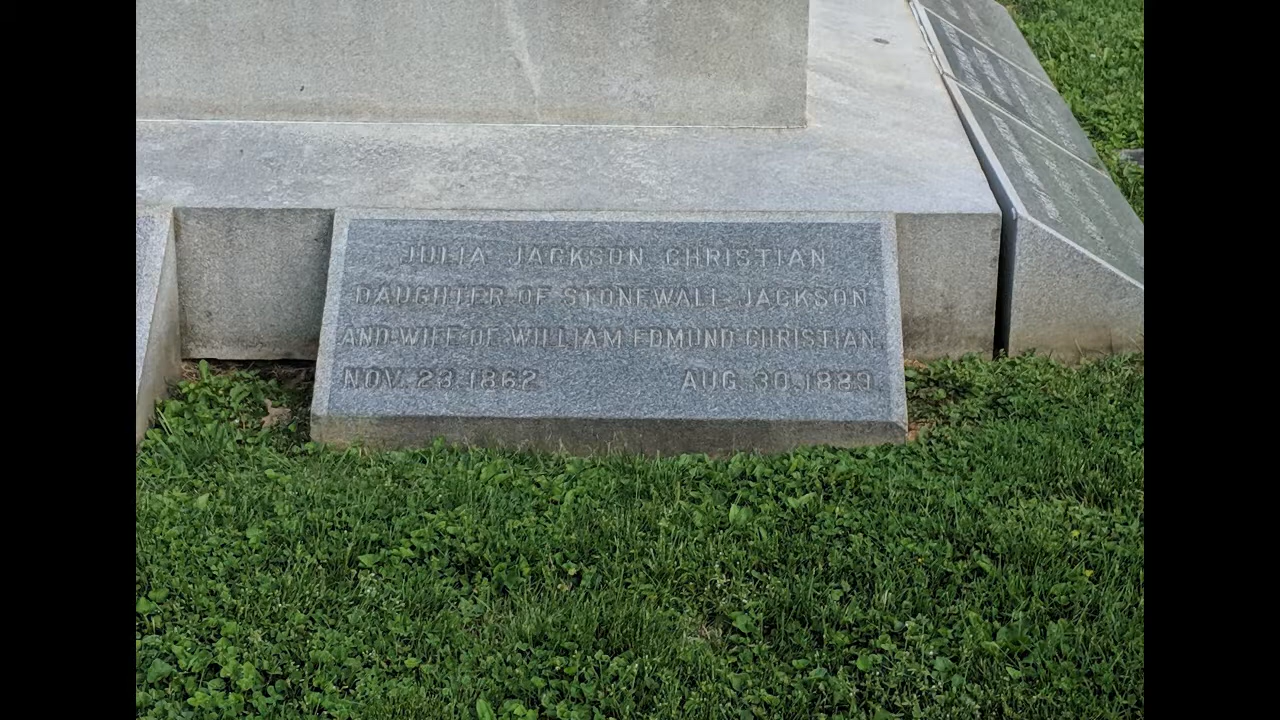 JULIA JACKSON CHRISTIAN
DAUGHTER OF STONEWALL JACKSON
AND WIFE OF WILLIAM EDMUND CHRISTIAN
NOV. 23. 1862 AUG. 30. 1889